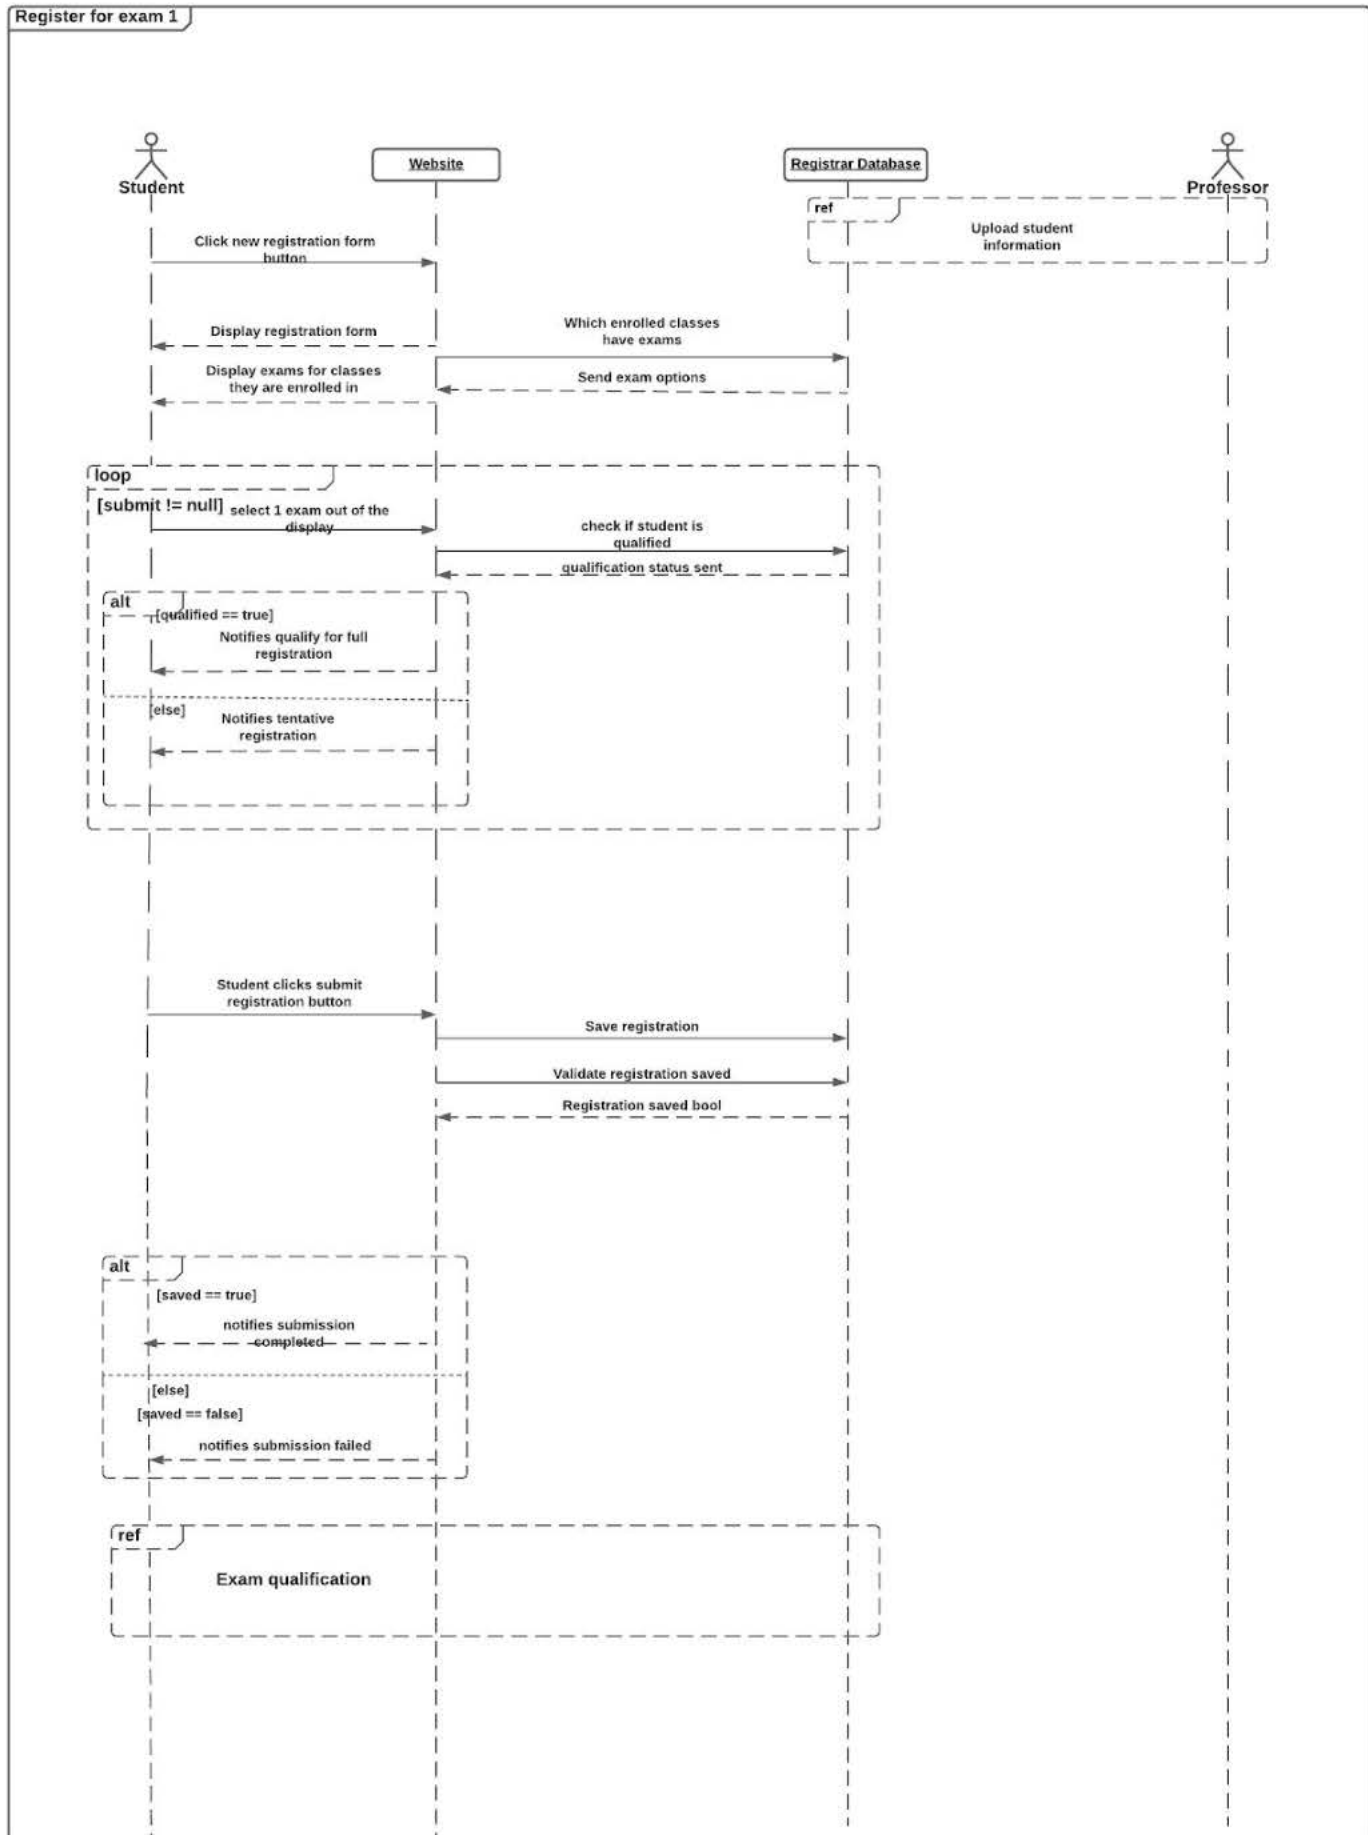 Register for exam 1
Student
Website
Registrar Database
Professor
ref
Upload student
information
Click new registration form
button
Display registration form
Which enrolled classes
have exams
Display exams for classes
they are enrolled in
Send exam options
loop
[submit != null]
select 1 exam out of the
display
check if student is
qualified
qualification status sent
alt
[qualified == true]
Notifies qualify for full
registration
[else]
Notifies tentative
registration
Student clicks submit
registration button
Save registration
Validate registration saved
Registration saved bool
alt
[saved == true]
notifies submission
completed
[else]
[saved == false]
notifies submission failed
ref
Exam qualification